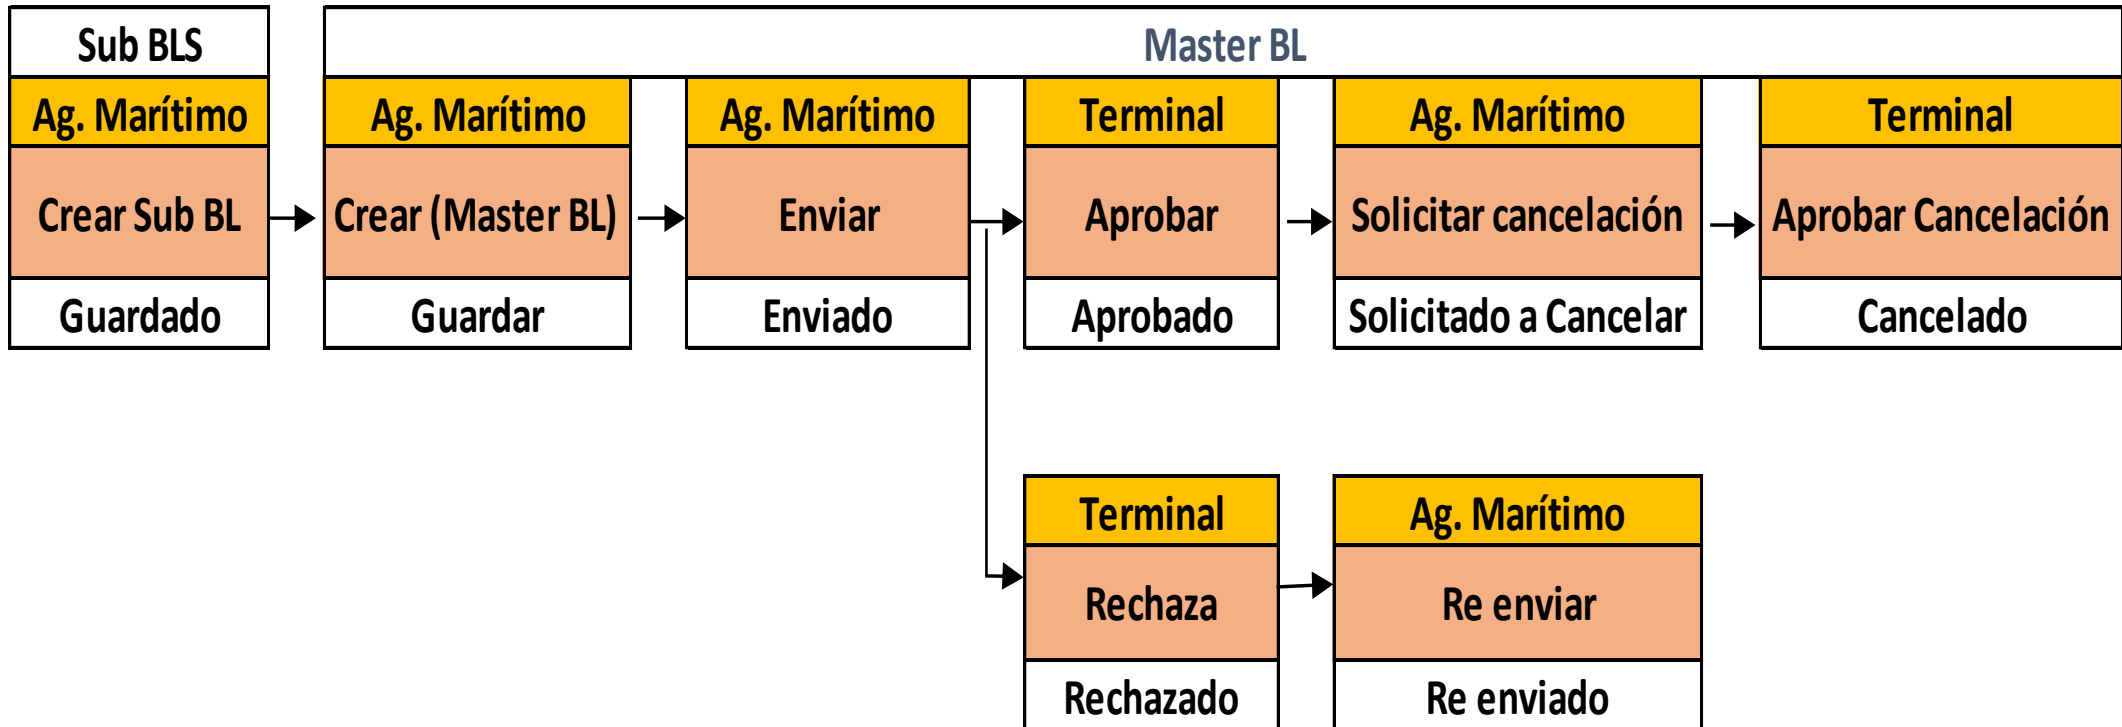 Sub BLS
Master BL
Ag. Marítimo
Ag. Marítimo
Ag. Marítimo
Terminal
Ag. Marítimo
Terminal
Crear Sub BL
Crear (Master BL)
Enviar
Aprobar
Solicitar cancelación
Aprobar Cancelación
Guardado
Guardar
Enviado
Aprobado
Solicitado a Cancelar
Cancelado
Terminal
Ag. Marítimo
Rechaza
Re enviar
Rechazado
Re enviado